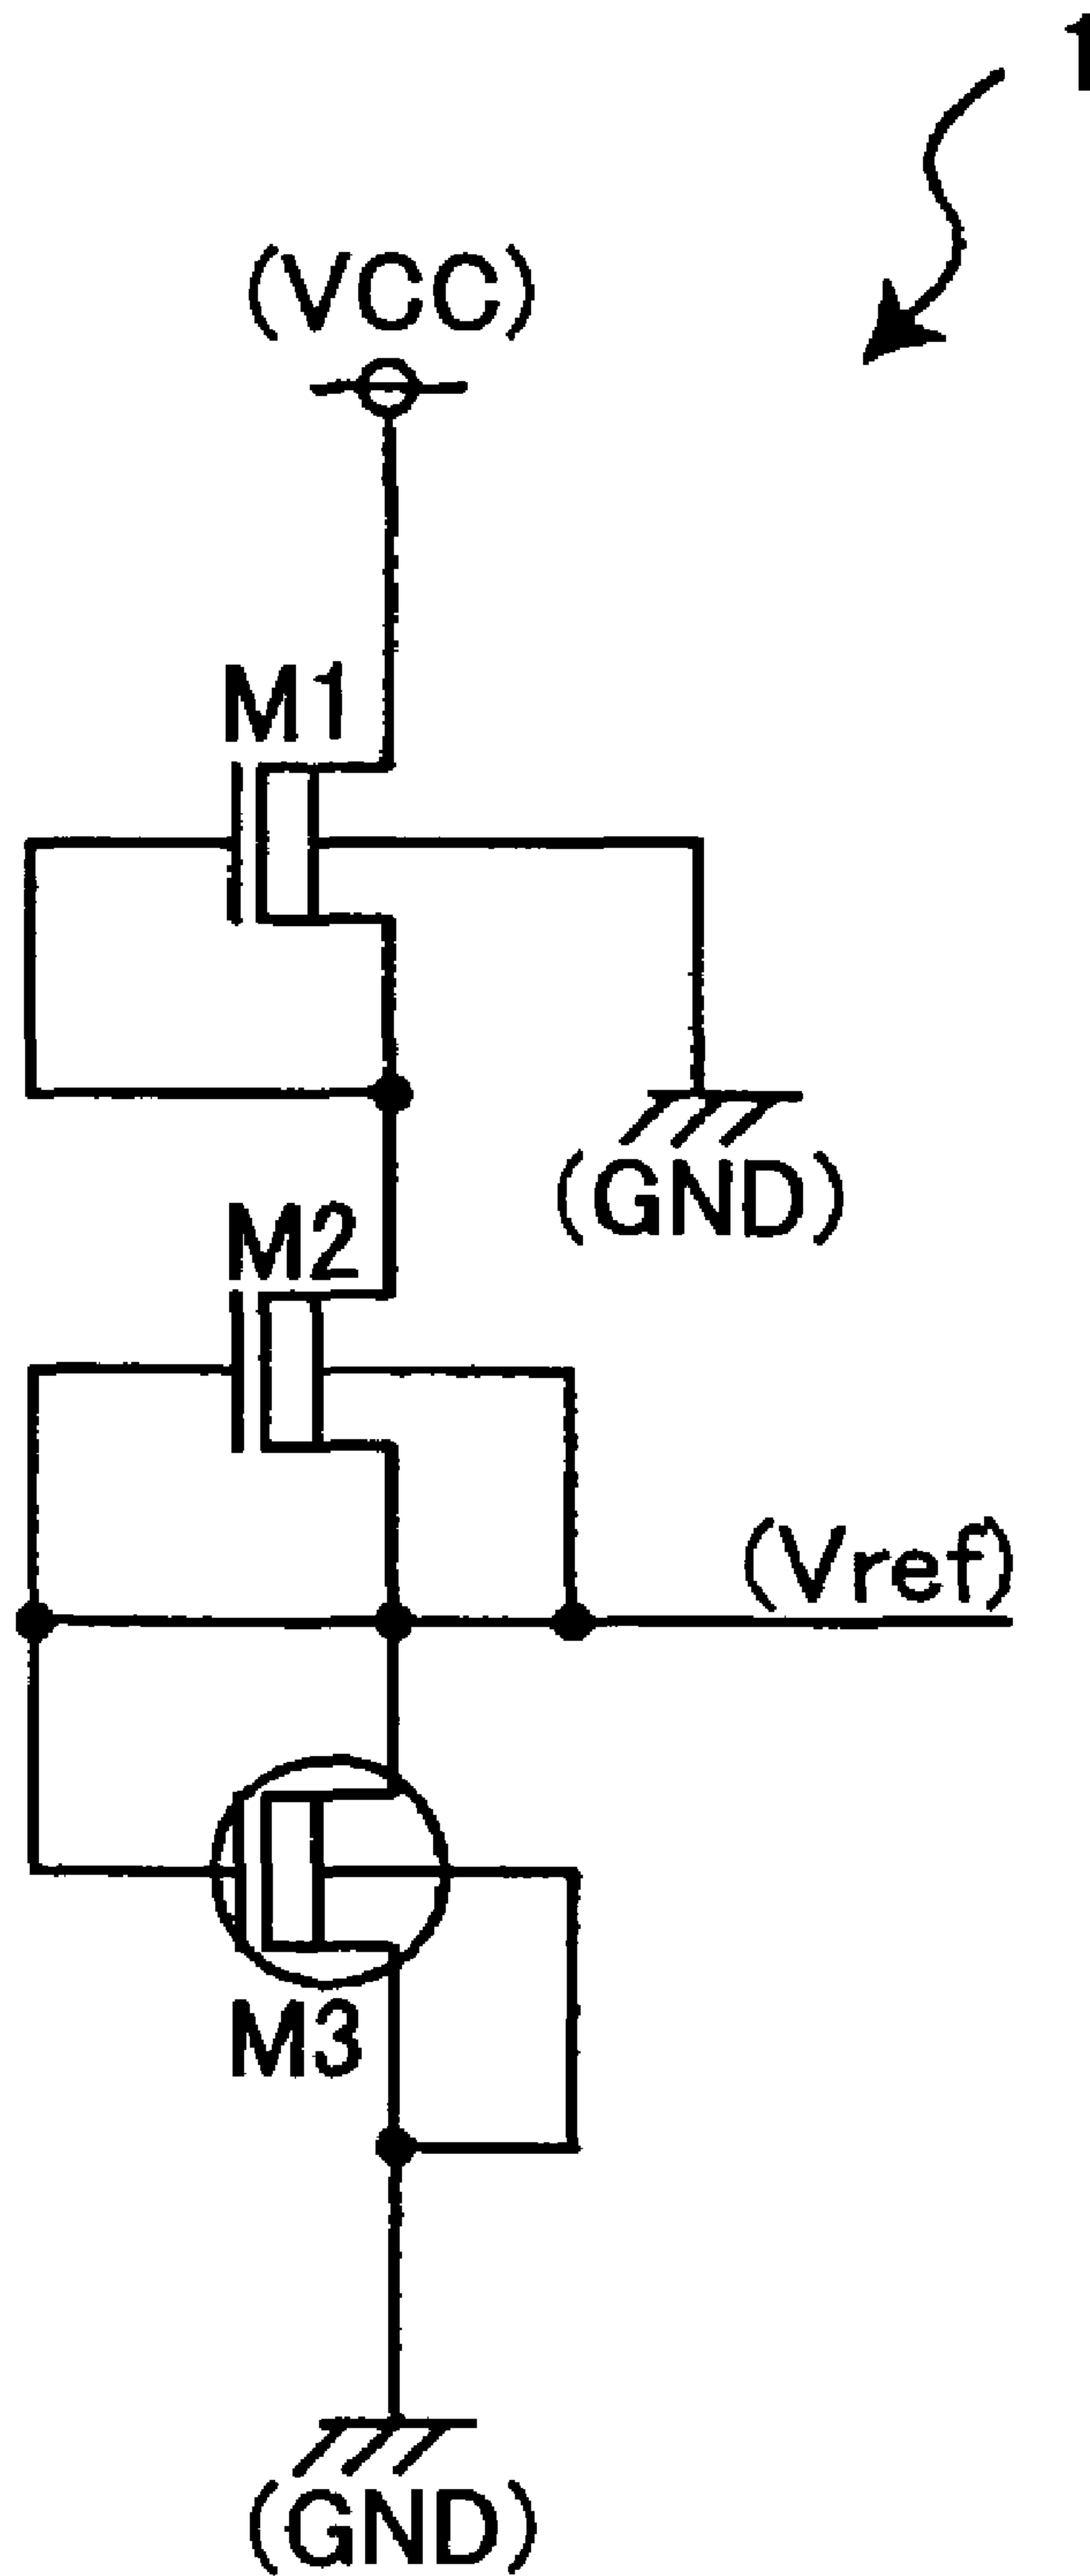 1
(VCC)
M1
(GND)
M2
(Vref)
M3
(GND)